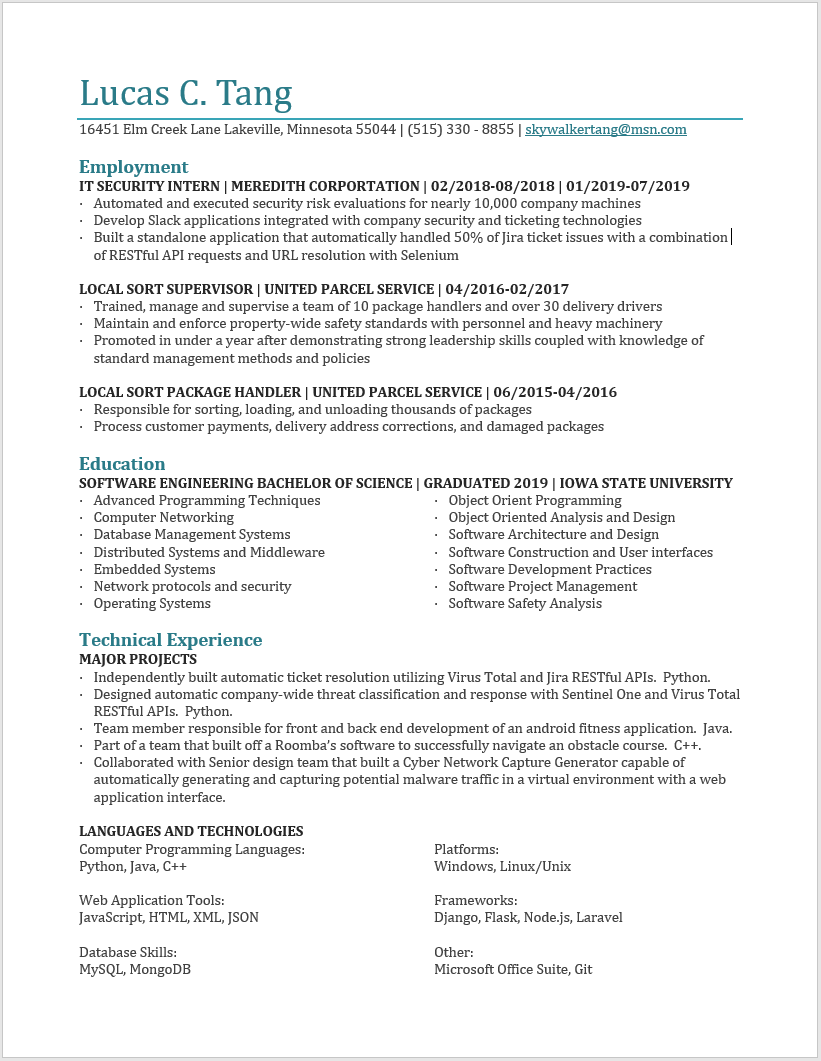 Lucas C. Tang
16451 Elm Creek Lane Lakeville, Minnesota 55044 | (515) 330 - 8855 | skywalkertang@msn.com
Employment
IT SECURITY INTERN | MEREDITH CORPORTATION | 02/2018-08/2018 | 01/2019-07/2019
· Automated and executed security risk evaluations for nearly 10,000 company machines
· Develop Slack applications integrated with company security and ticketing technologies
· Built a standalone application that automatically handled 50% of Jira ticket issues with a combination
of RESTful API requests and URL resolution with Selenium
LOCAL SORT SUPERVISOR | UNITED PARCEL SERVICE | 04/2016-02/2017
· Trained, manage and supervise a team of 10 package handlers and over 30 delivery drivers
· Maintain and enforce property-wide safety standards with personnel and heavy machinery
· Promoted in under a year after demonstrating strong leadership skills coupled with knowledge of
standard management methods and policies
LOCAL SORT PACKAGE HANDLER | UNITED PARCEL SERVICE | 06/2015-04/2016
· Responsible for sorting, loading, and unloading thousands of packages
· Process customer payments, delivery address corrections, and damaged packages
Education
SOFTWARE ENGINEERING BACHELOR OF SCIENCE | GRADUATED 2019 | IOWA STATE UNIVERSITY
· Advanced Programming Techniques
· Computer Networking
· Database Management Systems
· Distributed Systems and Middleware
· Embedded Systems
· Network protocols and security
· Operating Systems
· Object Orient Programming
· Object Oriented Analysis and Design
· Software Architecture and Design
· Software Construction and User interfaces
· Software Development Practices
· Software Project Management
· Software Safety Analysis
Technical Experience
MAJOR PROJECTS
· Independently built automatic ticket resolution utilizing Virus Total and Jira RESTful APIs. Python.
· Designed automatic company-wide threat classification and response with Sentinel One and Virus Total
RESTful APIs. Python.
· Team member responsible for front and back end development of an android fitness application. Java.
· Part of a team that built off a Roomba's software to successfully navigate an obstacle course. C++.
· Collaborated with Senior design team that built a Cyber Network Capture Generator capable of
automatically generating and capturing potential malware traffic in a virtual environment with a web
application interface.
LANGUAGES AND TECHNOLOGIES
Computer Programming Languages:
Python, Java, C++
Web Application Tools:
JavaScript, HTML, XML, JSON
Database Skills:
MySQL, MongoDB
Platforms:
Windows, Linux/Unix
Frameworks:
Django, Flask, Node.js, Laravel
Other:
Microsoft Office Suite, Git